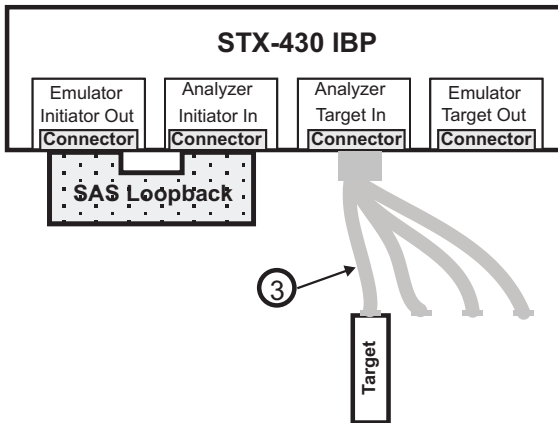 STX-430 IBP
Emulator
Initiator Out
Connector
Analyzer
Initiator In
Connector
Analyzer
Target In
Connector
Emulator
Target Out
Connector
SAS Loopback
3
Target